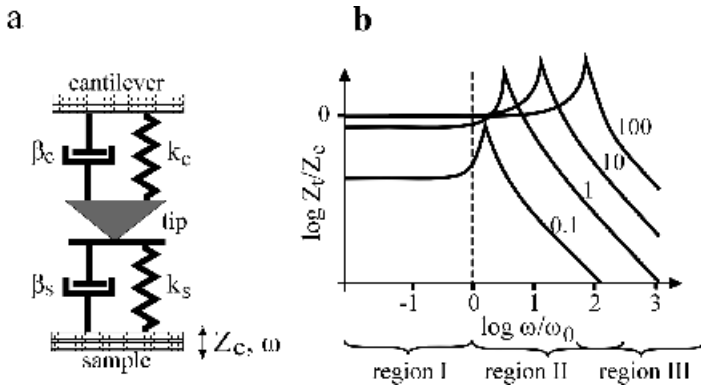 a
b
cantilever
βc
kc
tip
βs
ks
sample
Zc, ω
log Zt/Zc
0
100
10
1
0.1
-1 0 1 2 3
log ω/ω0
region I region II region III